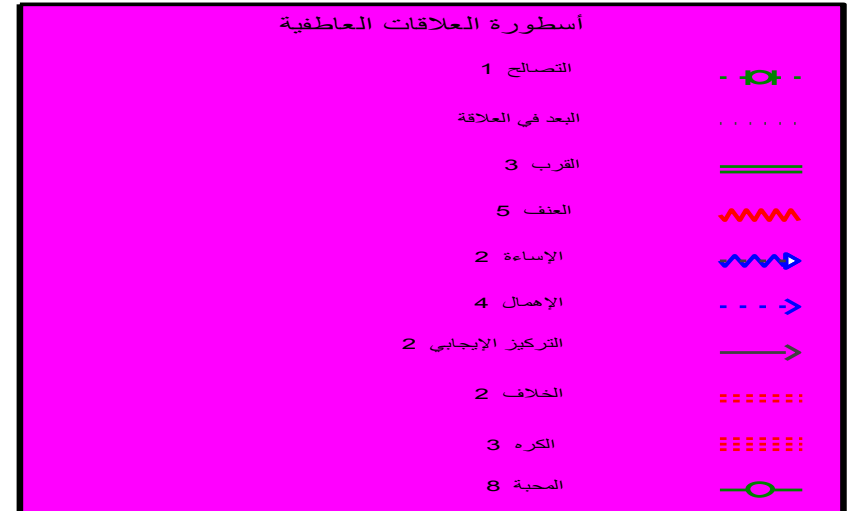 أسطورة العلاقات العاطفية
1 التصالح
البعد في العلاقة
3 القرب
5 العنف
2 الإساءة
4 الإهمال
2 التركيز الإيجابي
2 الخلاف
3 الكره
8 المحبة